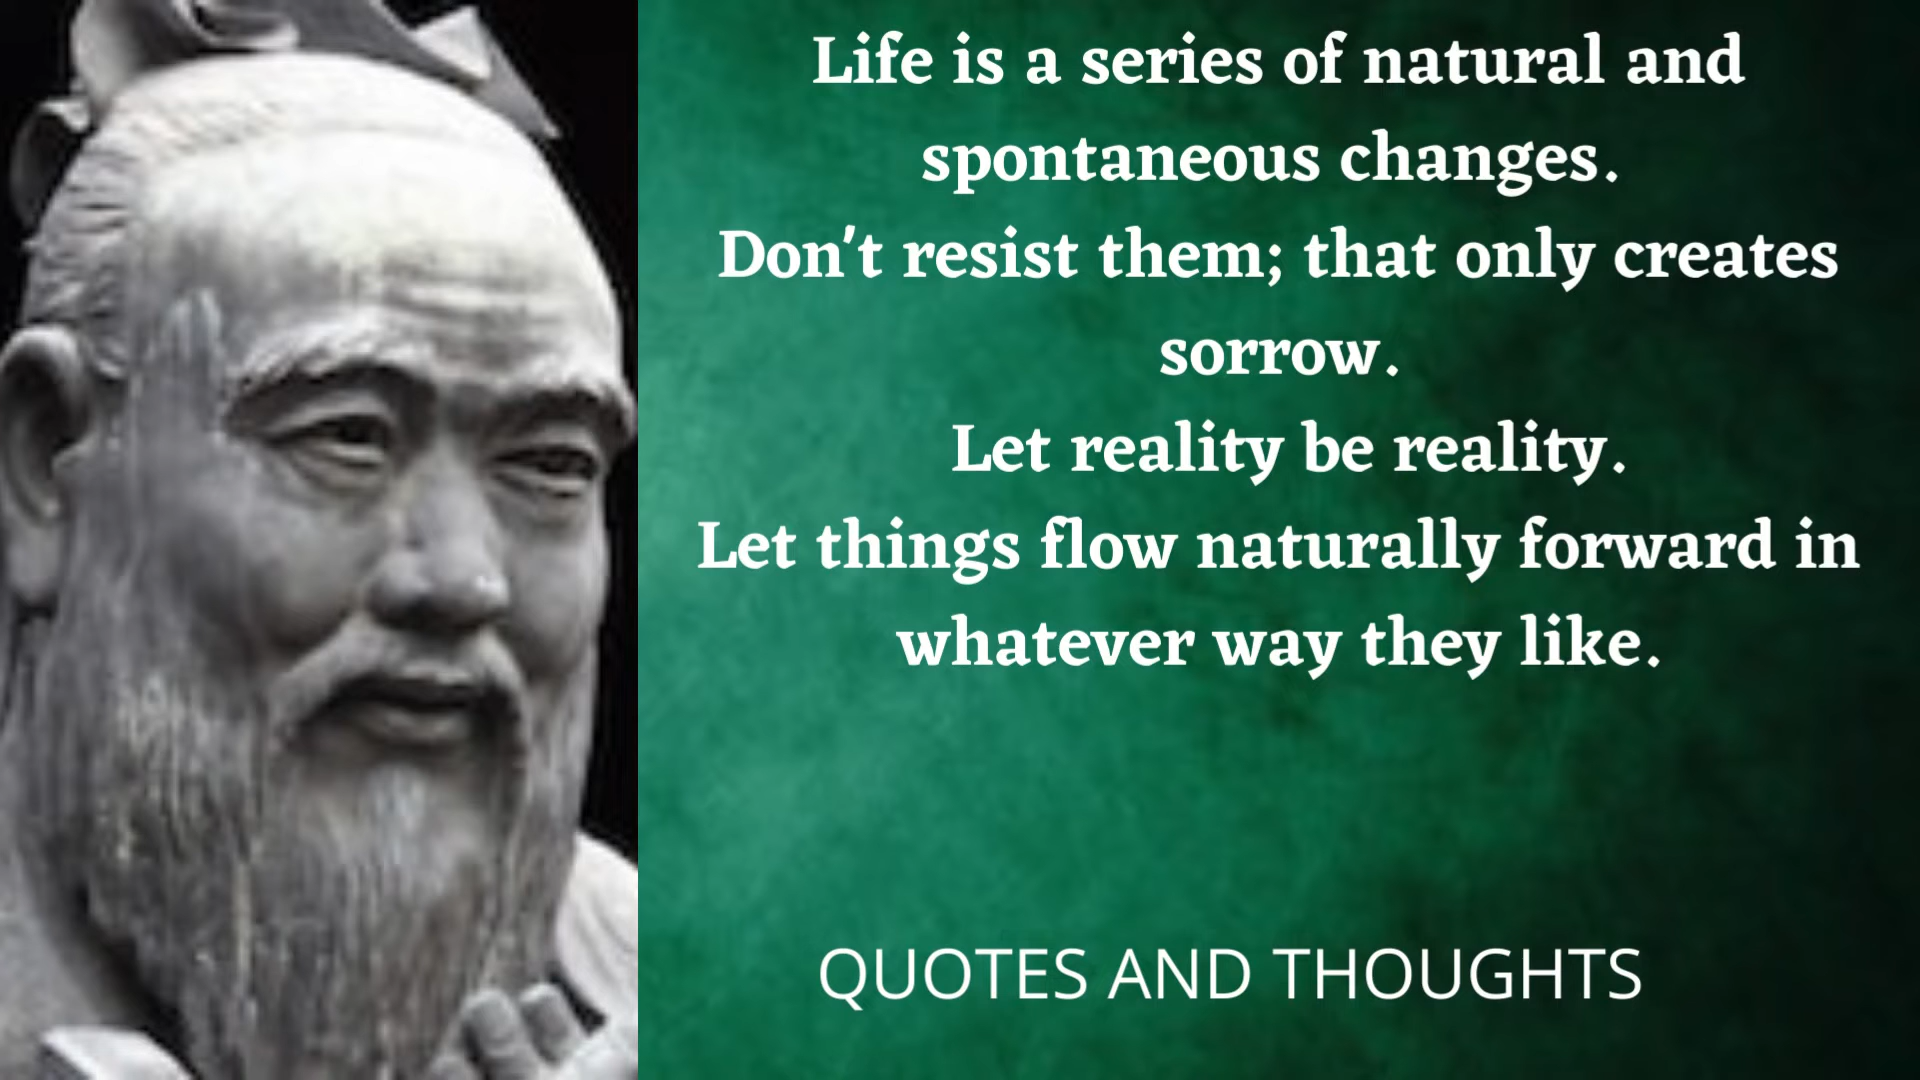 Life is a series of natural and
spontaneous changes.
Don't resist them; that only creates
sorrow.
Let reality be reality.
Let things flow naturally forward in
whatever way they like.
QUOTES AND THOUGHTS